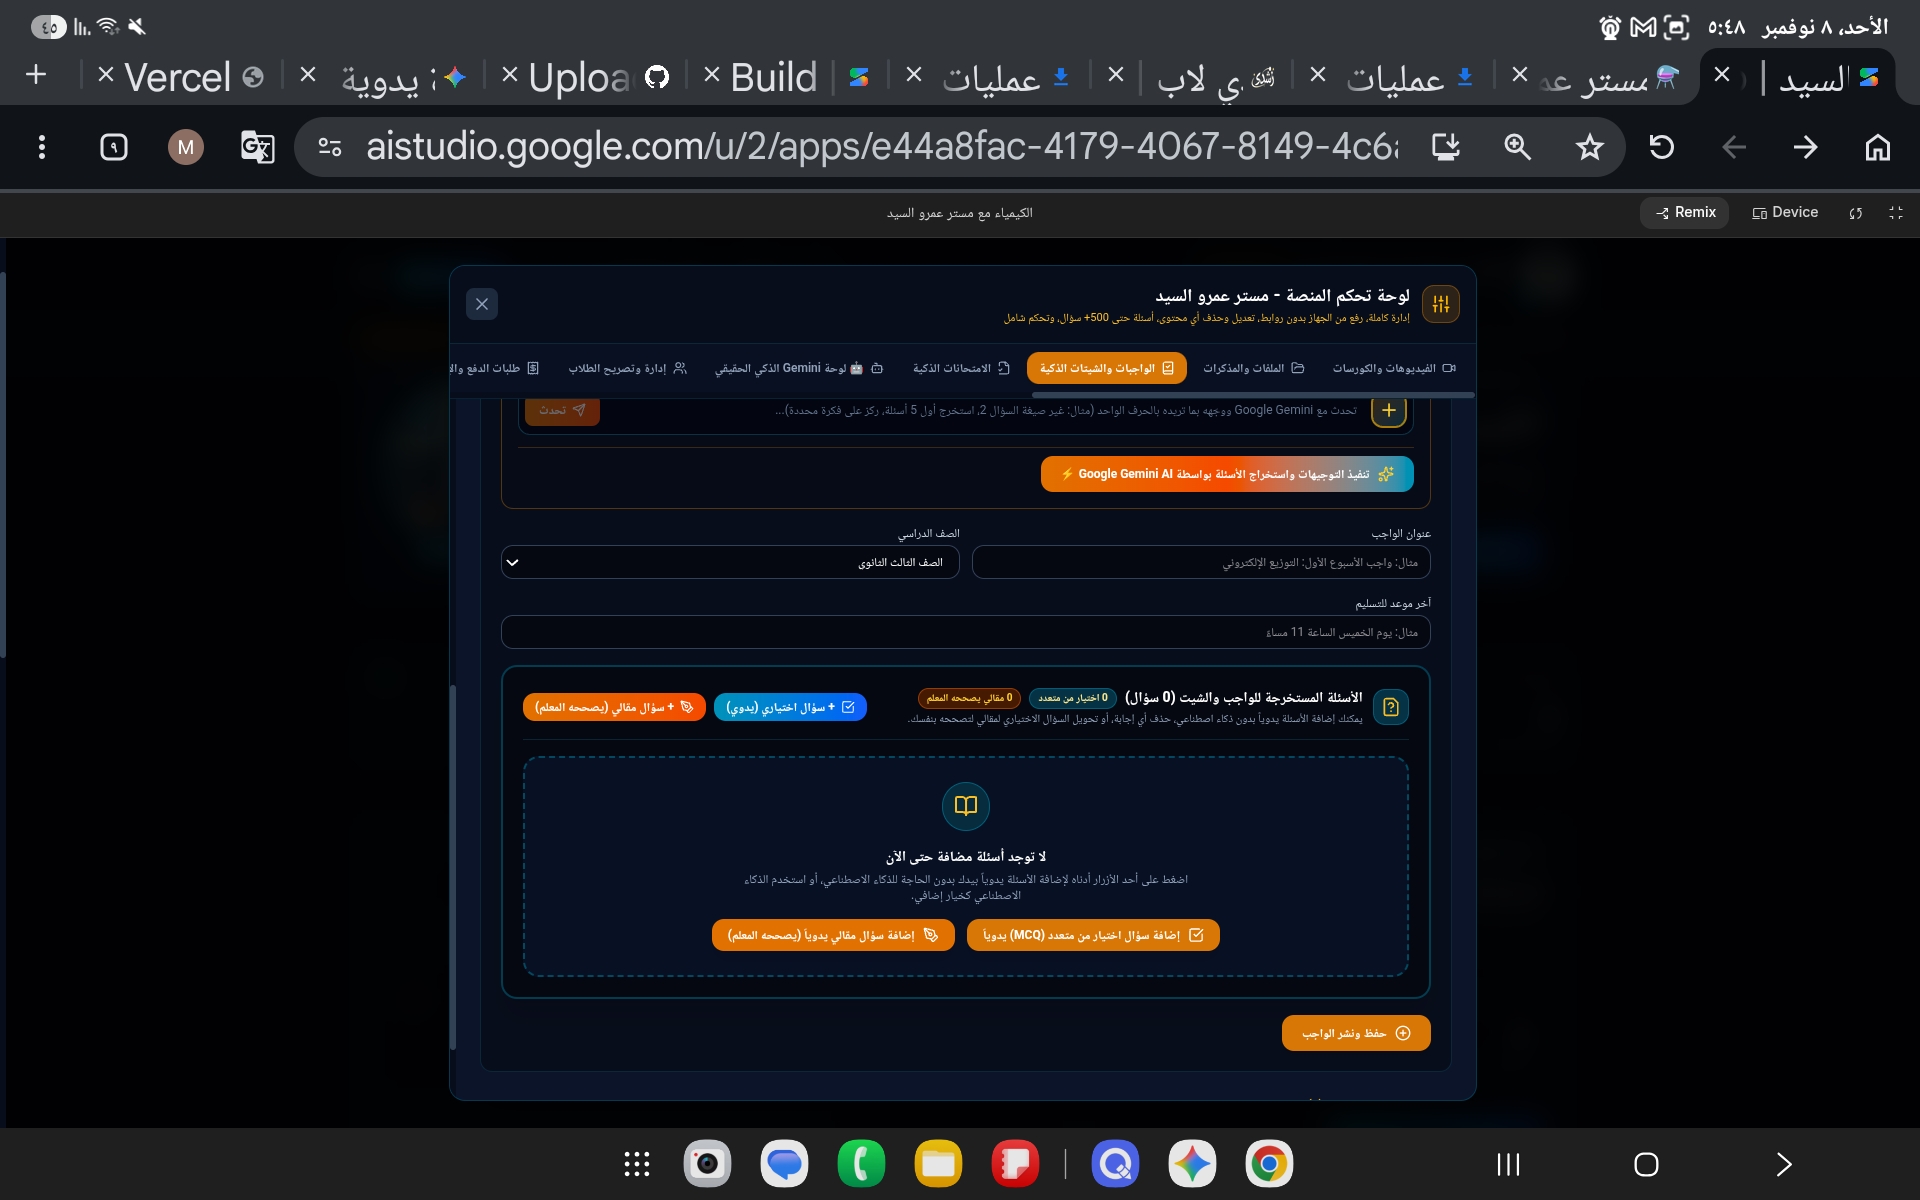 الأحد، ٨ نوفمبر ٥:٤٨
٤٥
السيد
مستر عم
عمليات
ي لاب
عمليات
Build
Uploa
يدوية
Vercel
aistudio.google.com/u/2/apps/e44a8fac-4179-4067-8149-4c6
M
٩
الكيمياء مع مستر عمرو السيد
Remix
Device
لوحة تحكم المنصة - مستر عمرو السيد
إدارة كاملة، رفع من الجهاز بدون روابط، تعديل وحذف أي محتوى، أسئلة حتى 500+ سؤال، وتحكم شامل
الفيديوهات والكورسات
الملفات والمذكرات
الواجبات والشيتات الذكية
الامتحانات الذكية
🤖 لوحة Gemini الذكي الحقيقي
إدارة وتصريح الطلاب
طلبات الدفع والا
تحدث مع Google Gemini ووجهه بما تريده بالحرف الواحد (مثال: غير صيغة السؤال 2، استخرج أول 5 أسئلة، ركز على فكرة محددة)...
تحدث
تنفيذ التوجيهات واستخراج الأسئلة بواسطة Google Gemini AI ⚡
عنوان الواجب
الصف الدراسي
مثال: واجب الأسبوع الأول: التوزيع الإلكتروني
الصف الثالث الثانوى
آخر موعد للتسليم
مثال: يوم الخميس الساعة 11 مساءً
الأسئلة المستخرجة للواجب والشيت (0 سؤال)
0 اختيار من متعدد
0 مقالي يصححه المعلم
يمكنك إضافة الأسئلة يدوياً بدون ذكاء اصطناعي، حذف أي إجابة، أو تحويل السؤال الاختياري لمقالي لتصححه بنفسك.
+ سؤال اختياري (يدوي)
+ سؤال مقالي (يصححه المعلم)
لا توجد أسئلة مضافة حتى الآن
اضغط على أحد الأزرار أدناه لإضافة الأسئلة يدوياً بيدك بدون الحاجة للذكاء الاصطناعي، أو استخدم الذكاء
الاصطناعي كخيار إضافي.
إضافة سؤال اختيار من متعدد (MCQ) يدوياً
إضافة سؤال مقالي يدوياً (يصححه المعلم)
حفظ ونشر الواجب